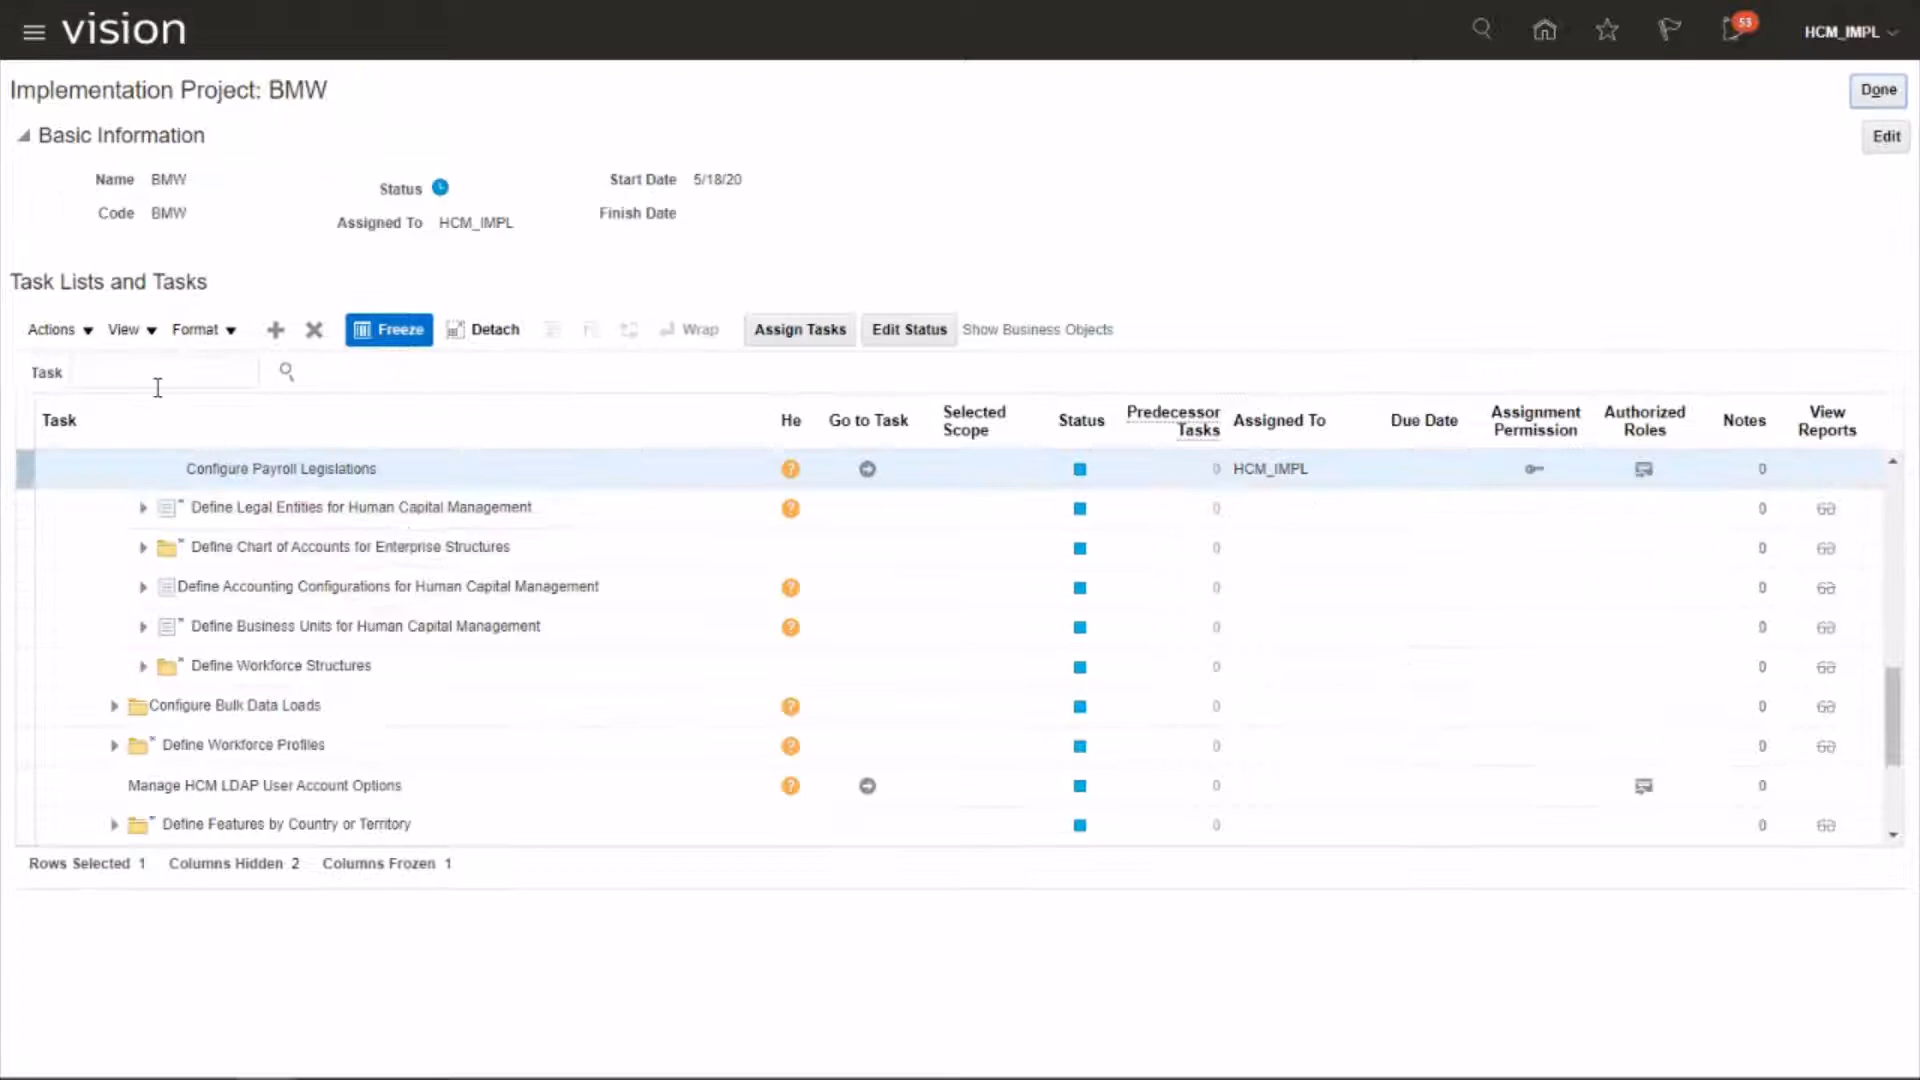 vision
53
HCM_IMPL
Implementation Project: BMW
Done
Basic Information
Edit
Name BMW
Status
Start Date 5/18/20
Code BMW
Assigned To HCM_IMPL
Finish Date
Task Lists and Tasks
Actions View Format Freeze Detach Wrap Assign Tasks Edit Status Show Business Objects
Task
Task He Go to Task Selected Scope Status Predecessor Tasks Assigned To Due Date Assignment Permission Authorized Roles Notes View Reports
Configure Payroll Legislations 0 HCM_IMPL 0
Define Legal Entities for Human Capital Management 0 0
Define Chart of Accounts for Enterprise Structures 0 0
Define Accounting Configurations for Human Capital Management 0 0
Define Business Units for Human Capital Management 0 0
Define Workforce Structures 0 0
Configure Bulk Data Loads 0 0
Define Workforce Profiles 0 0
Manage HCM LDAP User Account Options 0 0
Define Features by Country or Territory 0 0
Rows Selected 1 Columns Hidden 2 Columns Frozen 1